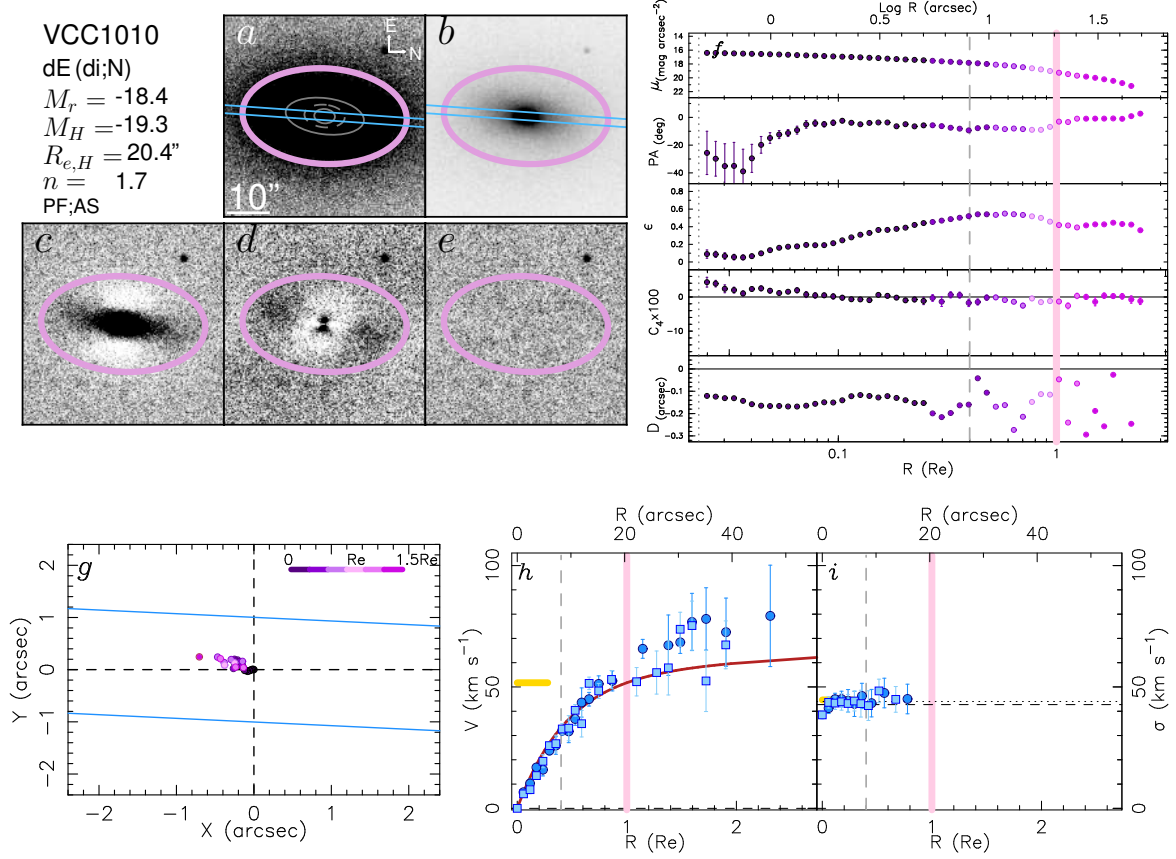 VCC1010
dE (di;N)
M_r = -18.4
M_H = -19.3
R_{e,H} = 20.4"
n = 1.7
PF;AS
a
E
N
10"
b
c
d
e
Log R (arcsec)
0 0.5 1 1.5
f
μ(mag arcsec⁻²)
14
16
18
20
22
PA (deg)
0
−20
−40
ϵ
0.6
0.4
0.2
0
C₄×100
0
−10
D (arcsec)
0
−0.1
−0.2
−0.3
0.1 1
R (Re)
g
0 Re 1.5Re
Y (arcsec)
2
1
0
−1
−2
−2 −1 0 1 2
X (arcsec)
R (arcsec)
0 20 40
h
V (km s⁻¹)
100
50
0
0 1 2
R (Re)
R (arcsec)
0 20 40
i
σ (km s⁻¹)
100
50
0
0 1 2
R (Re)